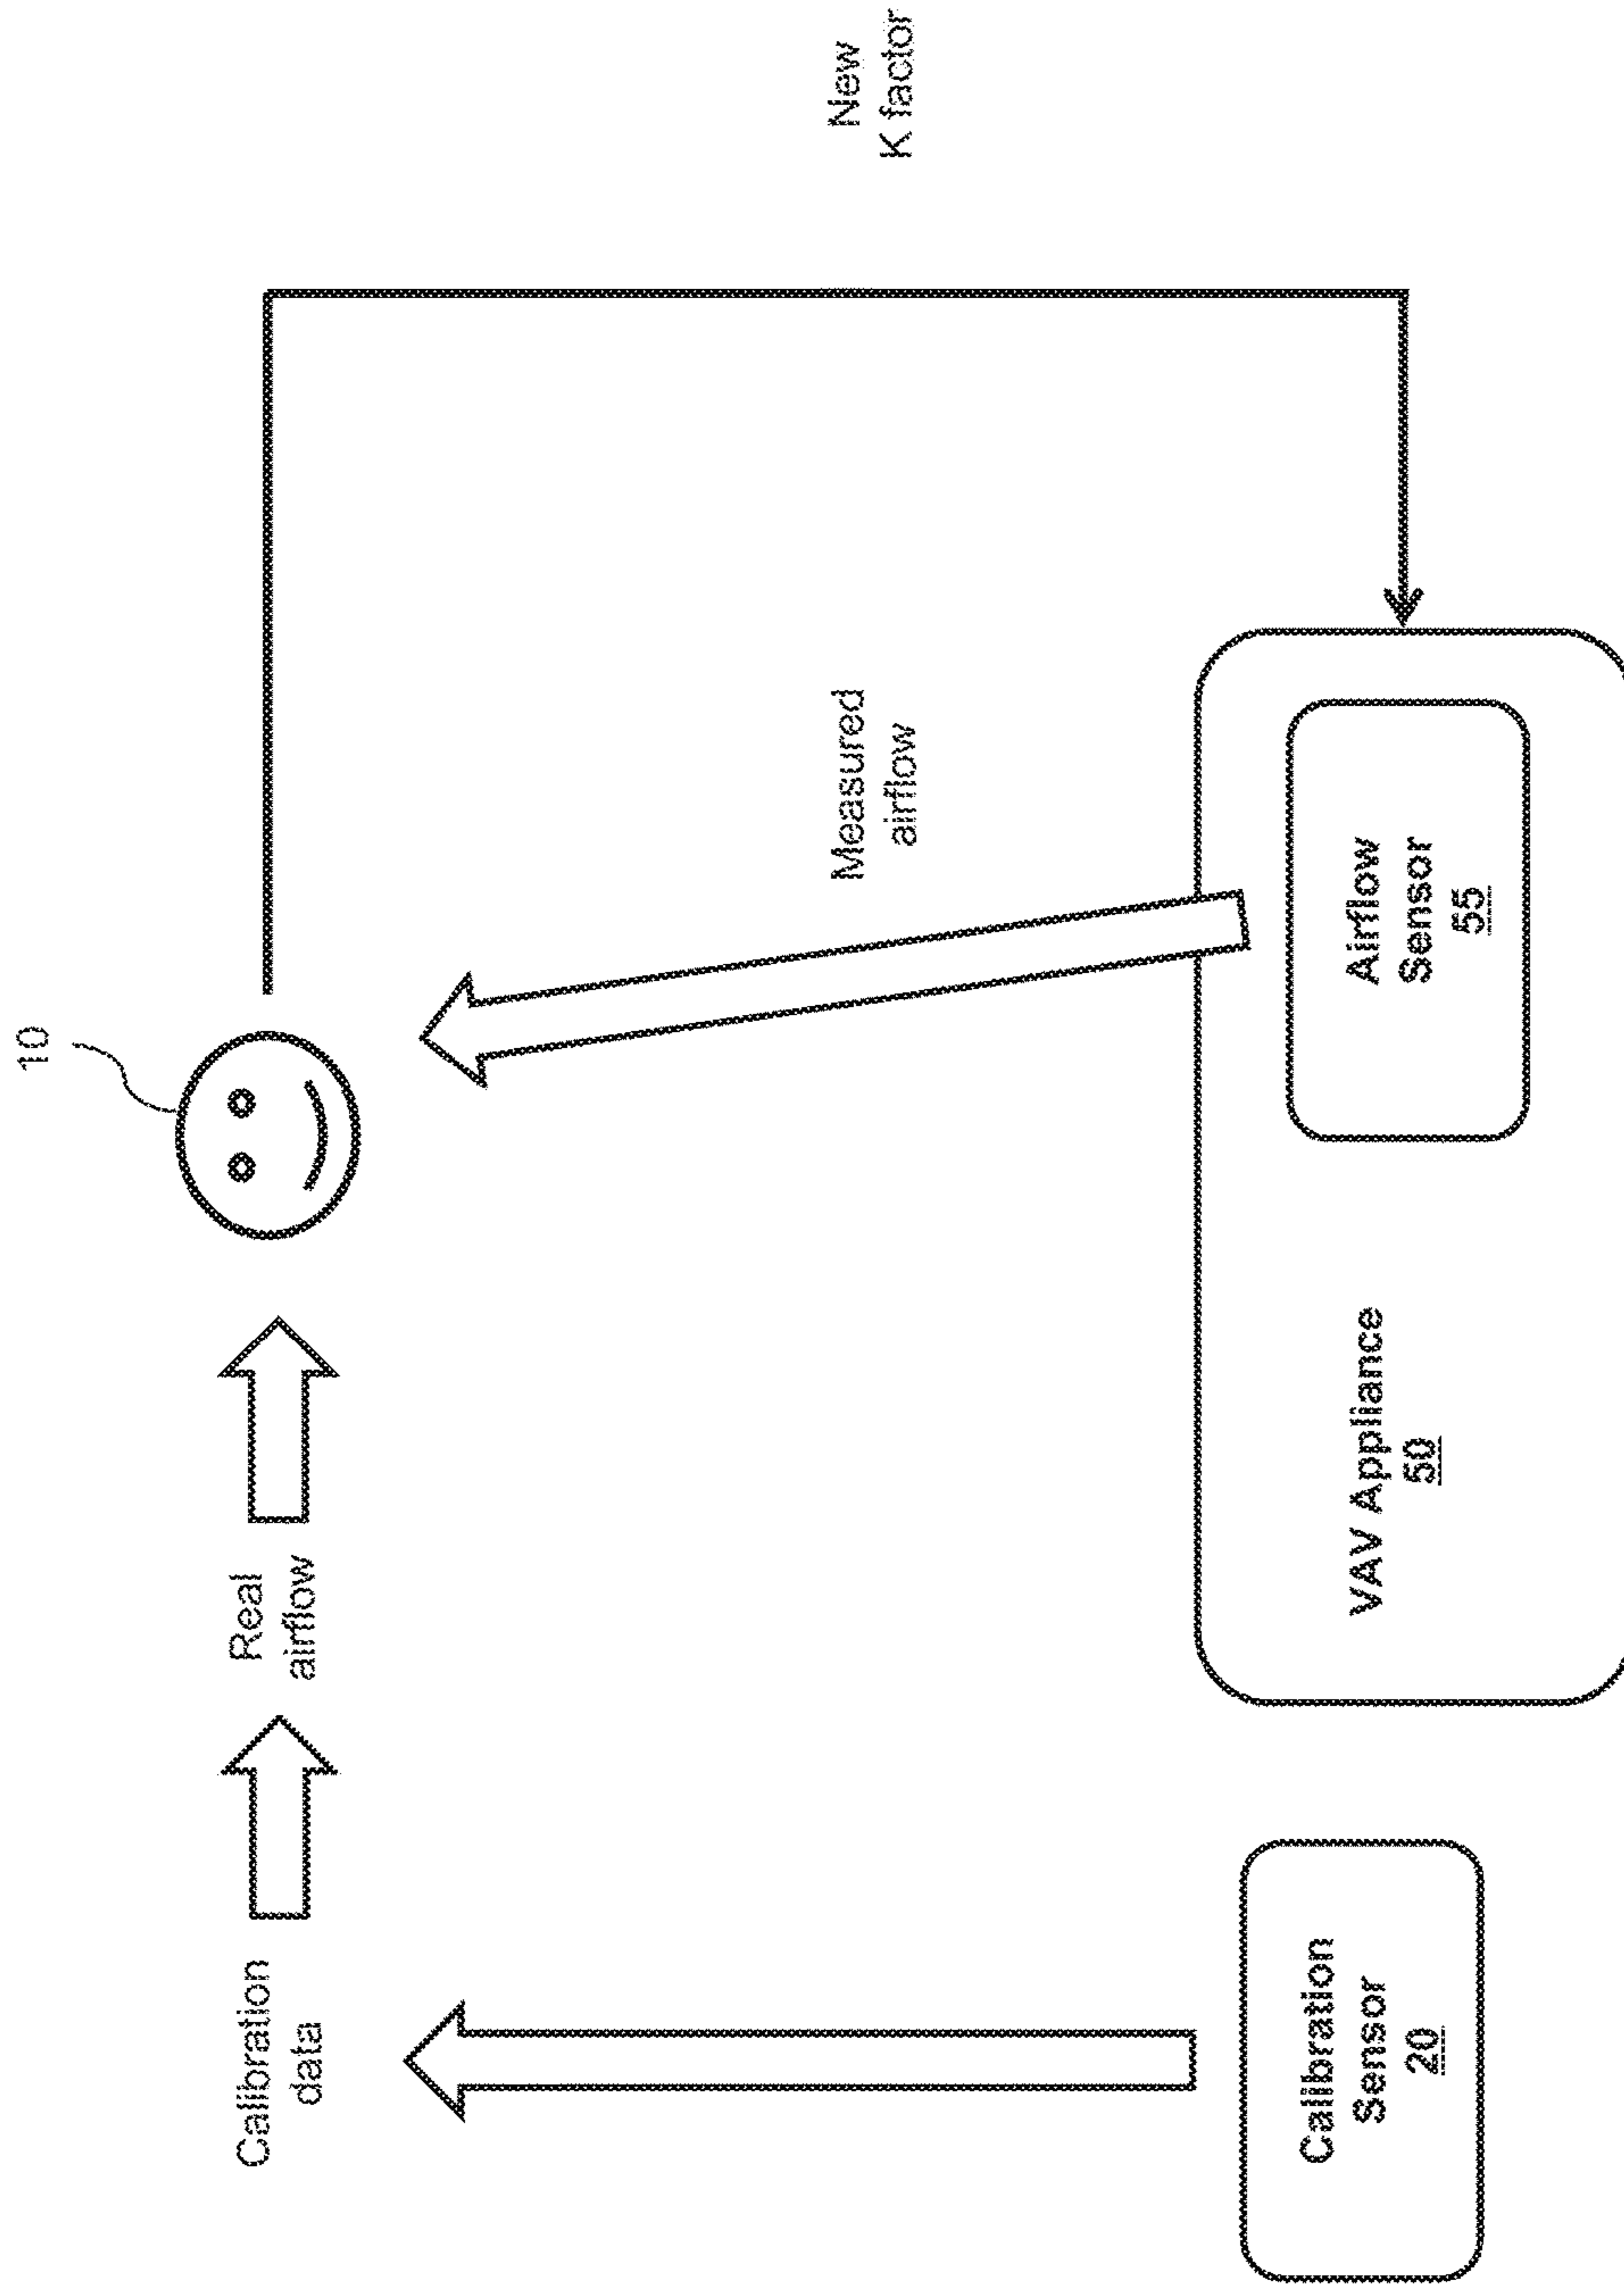 10
Calibration
data
Real
airflow
Measured
airflow
New
K factor
Calibration
Sensor
20
VAV Appliance
50
Airflow
Sensor
55